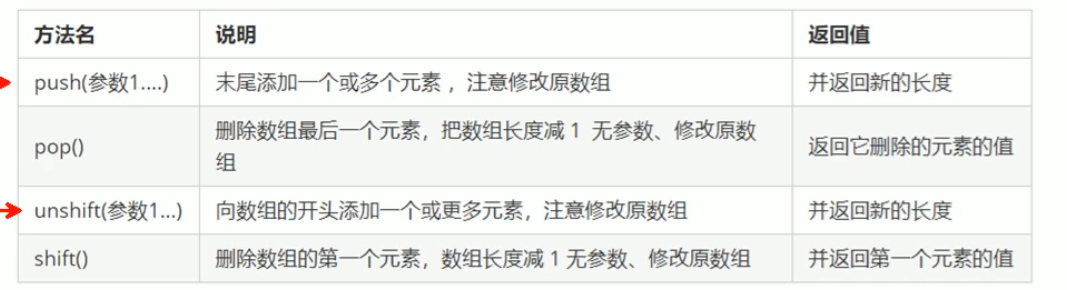 方法名 说明 返回值
push(参数1....) 末尾添加一个或多个元素 ，注意修改原数组 并返回新的长度
pop() 删除数组最后一个元素，把数组长度减 1 无参数、修改原数
组 返回它删除的元素的值
unshift(参数1...) 向数组的开头添加一个或更多元素，注意修改原数组 并返回新的长度
shift() 删除数组的第一个元素，数组长度减 1 无参数、修改原数组 并返回第一个元素的值